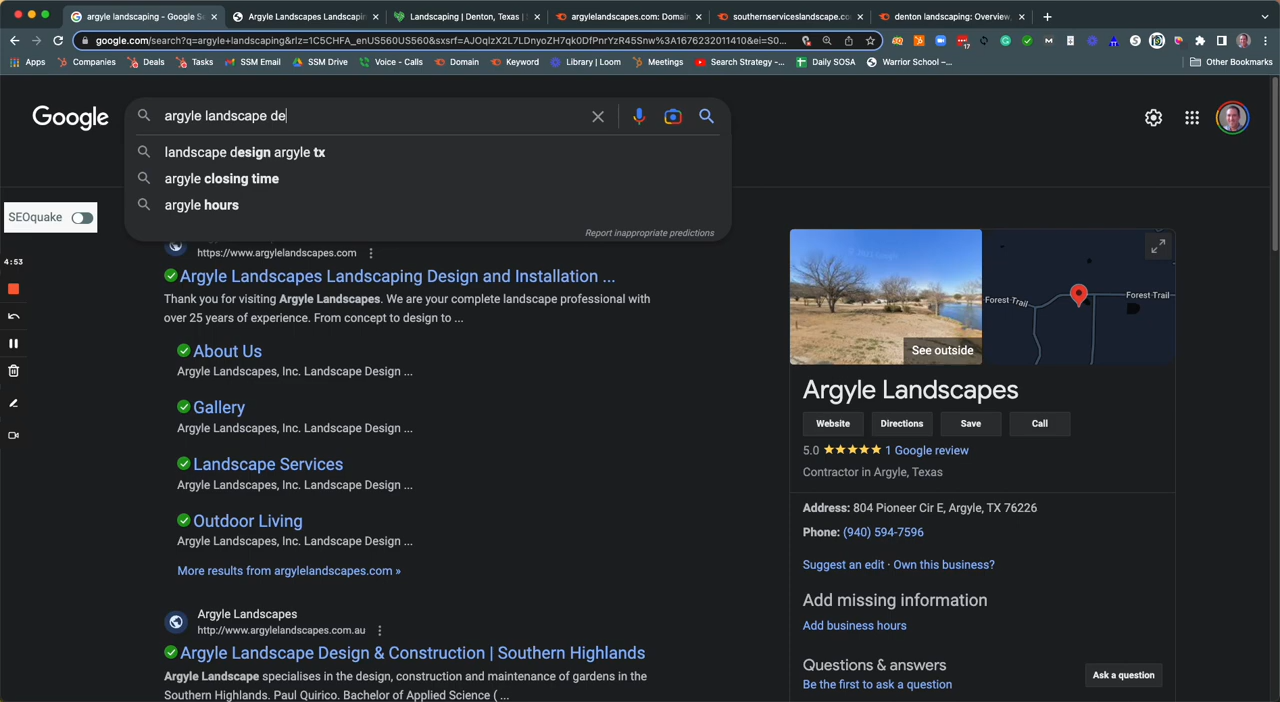 argyle landscaping - Google S
Argyle Landscapes Landscapin
Landscaping | Denton, Texas | S
argylelandscapes.com: Domai
southernserviceslandscape.co
denton landscaping: Overview,
google.com/search?q=argyle+landscaping&rlz=1C5CHFA_enUS560US560&sxsrf=AJOqlzX2L7LDnyoZH7qk0DfPnrYzR45Snw%3A1676232011410&ei=S0...
17
Apps
Companies
Deals
Tasks
SSM Email
SSM Drive
Voice - Calls
Domain
Keyword
Library | Loom
Meetings
Search Strategy -...
Daily SOSA
Warrior School –...
Other Bookmarks
Google
argyle landscape de
landscape design argyle tx
argyle closing time
argyle hours
Report inappropriate predictions
SEOquake
4:53
https://www.argylelandscapes.com
Argyle Landscapes Landscaping Design and Installation ...
Thank you for visiting Argyle Landscapes. We are your complete landscape professional with
over 25 years of experience. From concept to design to ...
About Us
Argyle Landscapes, Inc. Landscape Design ...
Gallery
Argyle Landscapes, Inc. Landscape Design ...
Landscape Services
Argyle Landscapes, Inc. Landscape Design ...
Outdoor Living
Argyle Landscapes, Inc. Landscape Design ...
More results from argylelandscapes.com »
Argyle Landscapes
http://www.argylelandscapes.com.au
Argyle Landscape Design & Construction | Southern Highlands
Argyle Landscape specialises in the design, construction and maintenance of gardens in the
Southern Highlands. Paul Quirico. Bachelor of Applied Science ( ...
See outside
Forest Trail
Forest Trail
Argyle Landscapes
Website
Directions
Save
Call
5.0 ★★★★★ 1 Google review
Contractor in Argyle, Texas
Address: 804 Pioneer Cir E, Argyle, TX 76226
Phone: (940) 594-7596
Suggest an edit · Own this business?
Add missing information
Add business hours
Questions & answers
Be the first to ask a question
Ask a question